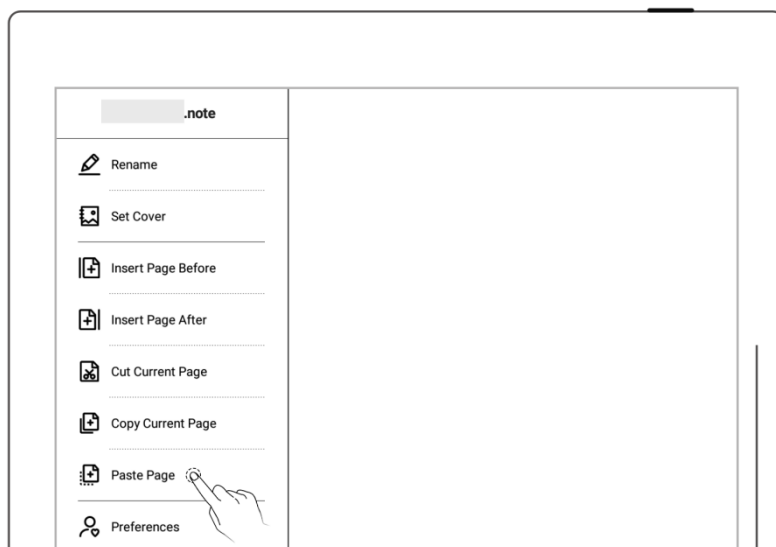 .note
Rename
Set Cover
Insert Page Before
Insert Page After
Cut Current Page
Copy Current Page
Paste Page
Preferences